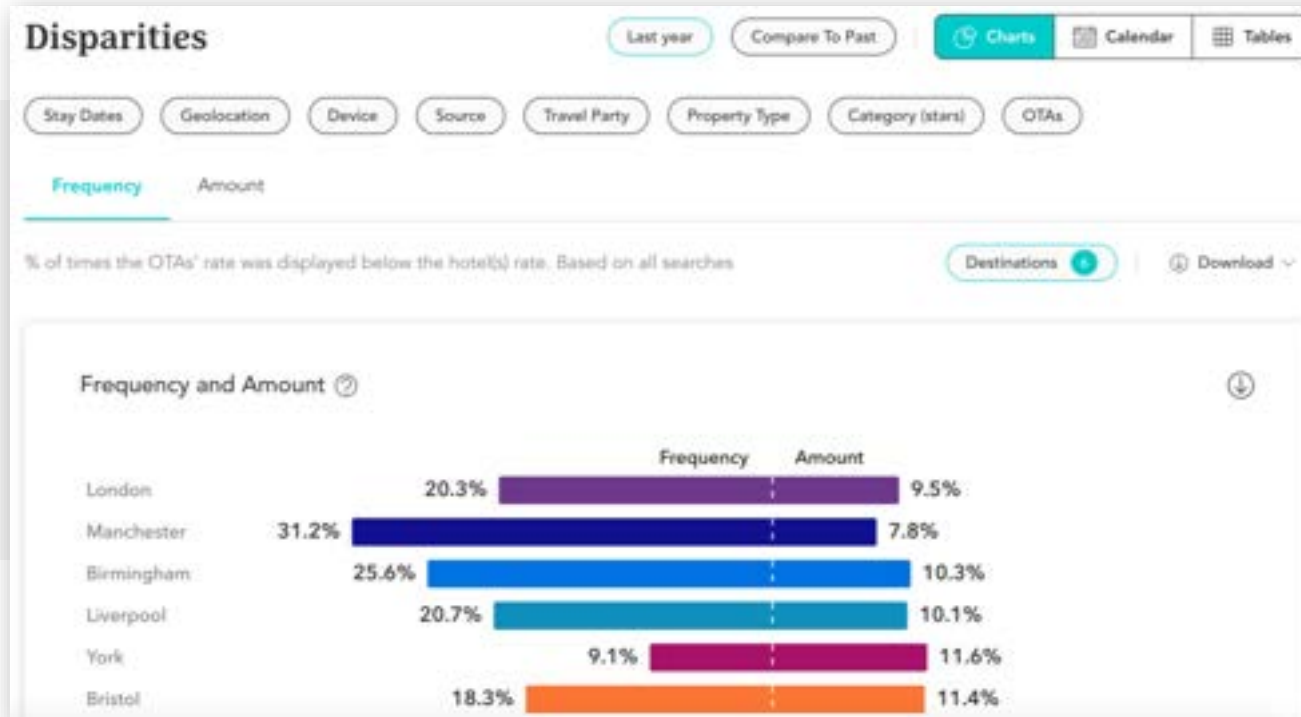 Disparities
Last year
Compare To Past
Charts
Calendar
Tables
Stay Dates
Geolocation
Device
Source
Travel Party
Property Type
Category (stars)
OTAs
Frequency
Amount
% of times the OTAs' rate was displayed below the hotel(s) rate. Based on all searches
Destinations 6
Download
Frequency and Amount ?
Frequency Amount
London 20.3% 9.5%
Manchester 31.2% 7.8%
Birmingham 25.6% 10.3%
Liverpool 20.7% 10.1%
York 9.1% 11.6%
Bristol 18.3% 11.4%